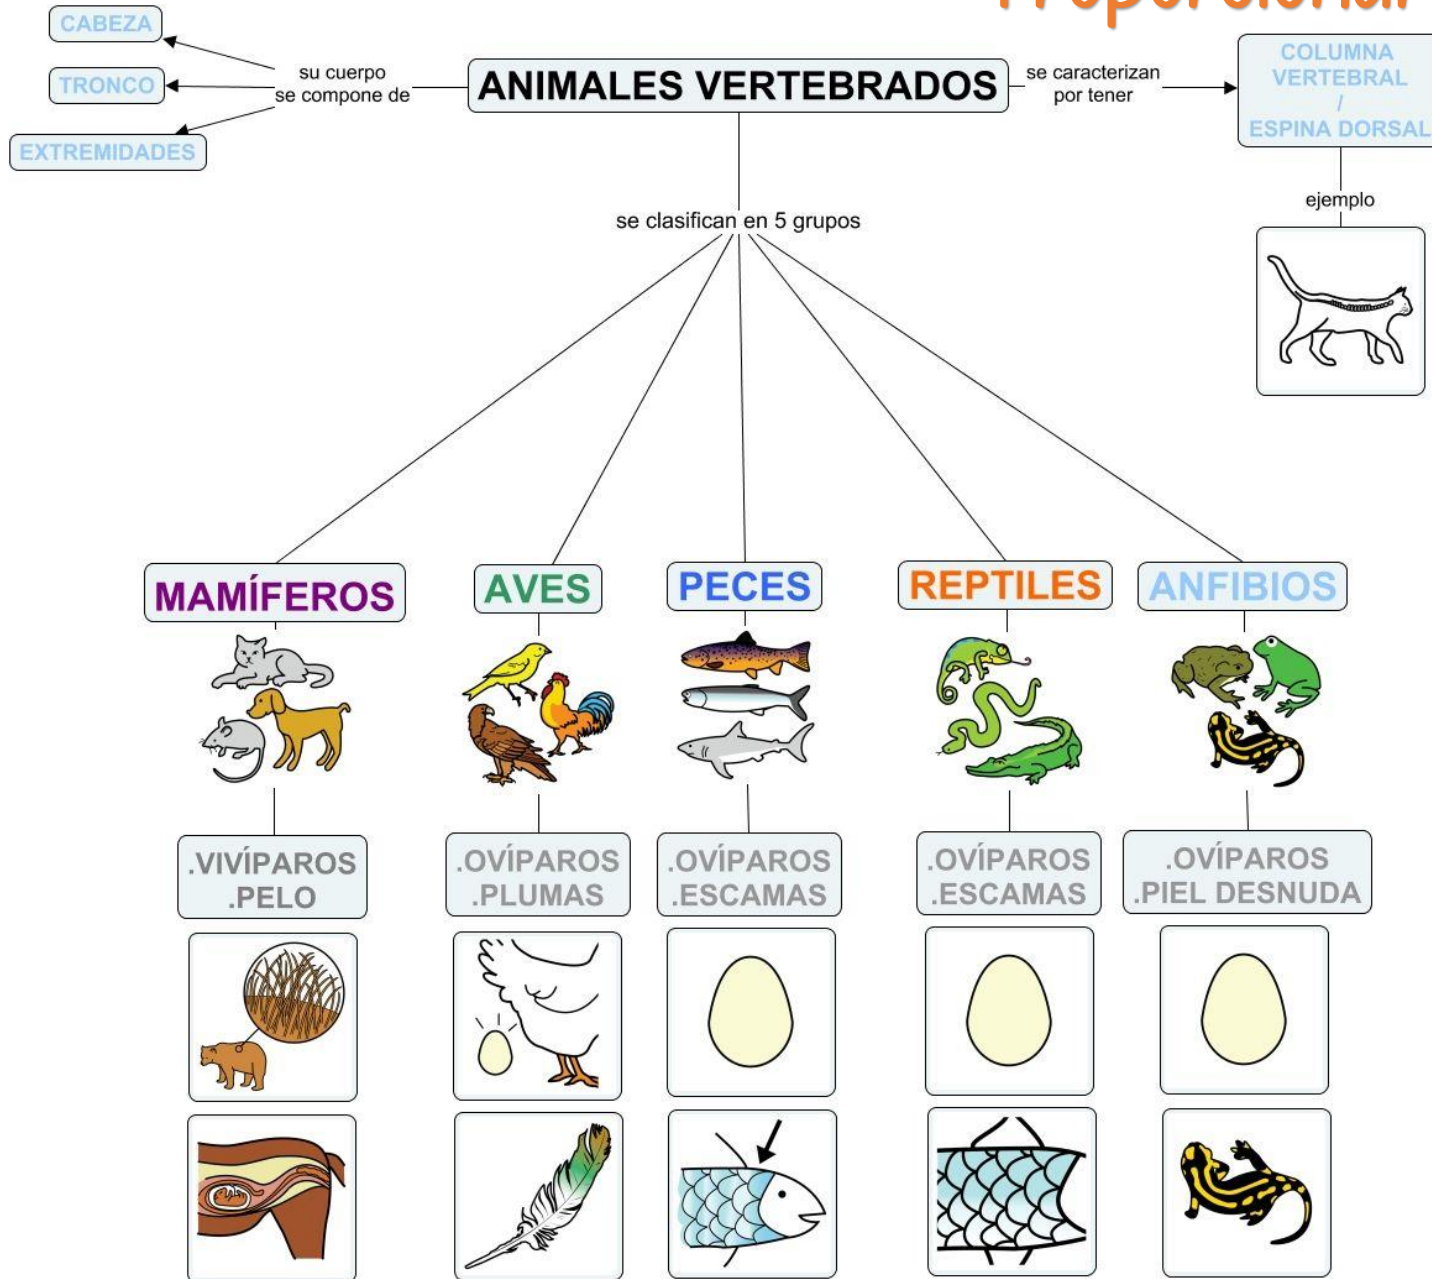 CABEZA
TRONCO
EXTREMIDADES
su cuerpo
se compone de
ANIMALES VERTEBRADOS
se caracterizan
por tener
COLUMNA
VERTEBRAL
/
ESPINA DORSAL
ejemplo
se clasifican en 5 grupos
MAMÍFEROS
AVES
PECES
REPTILES
ANFIBIOS
.VIVÍPAROS
.PELO
.OVÍPAROS
.PLUMAS
.OVÍPAROS
.ESCAMAS
.OVÍPAROS
.ESCAMAS
.OVÍPAROS
.PIEL DESNUDA